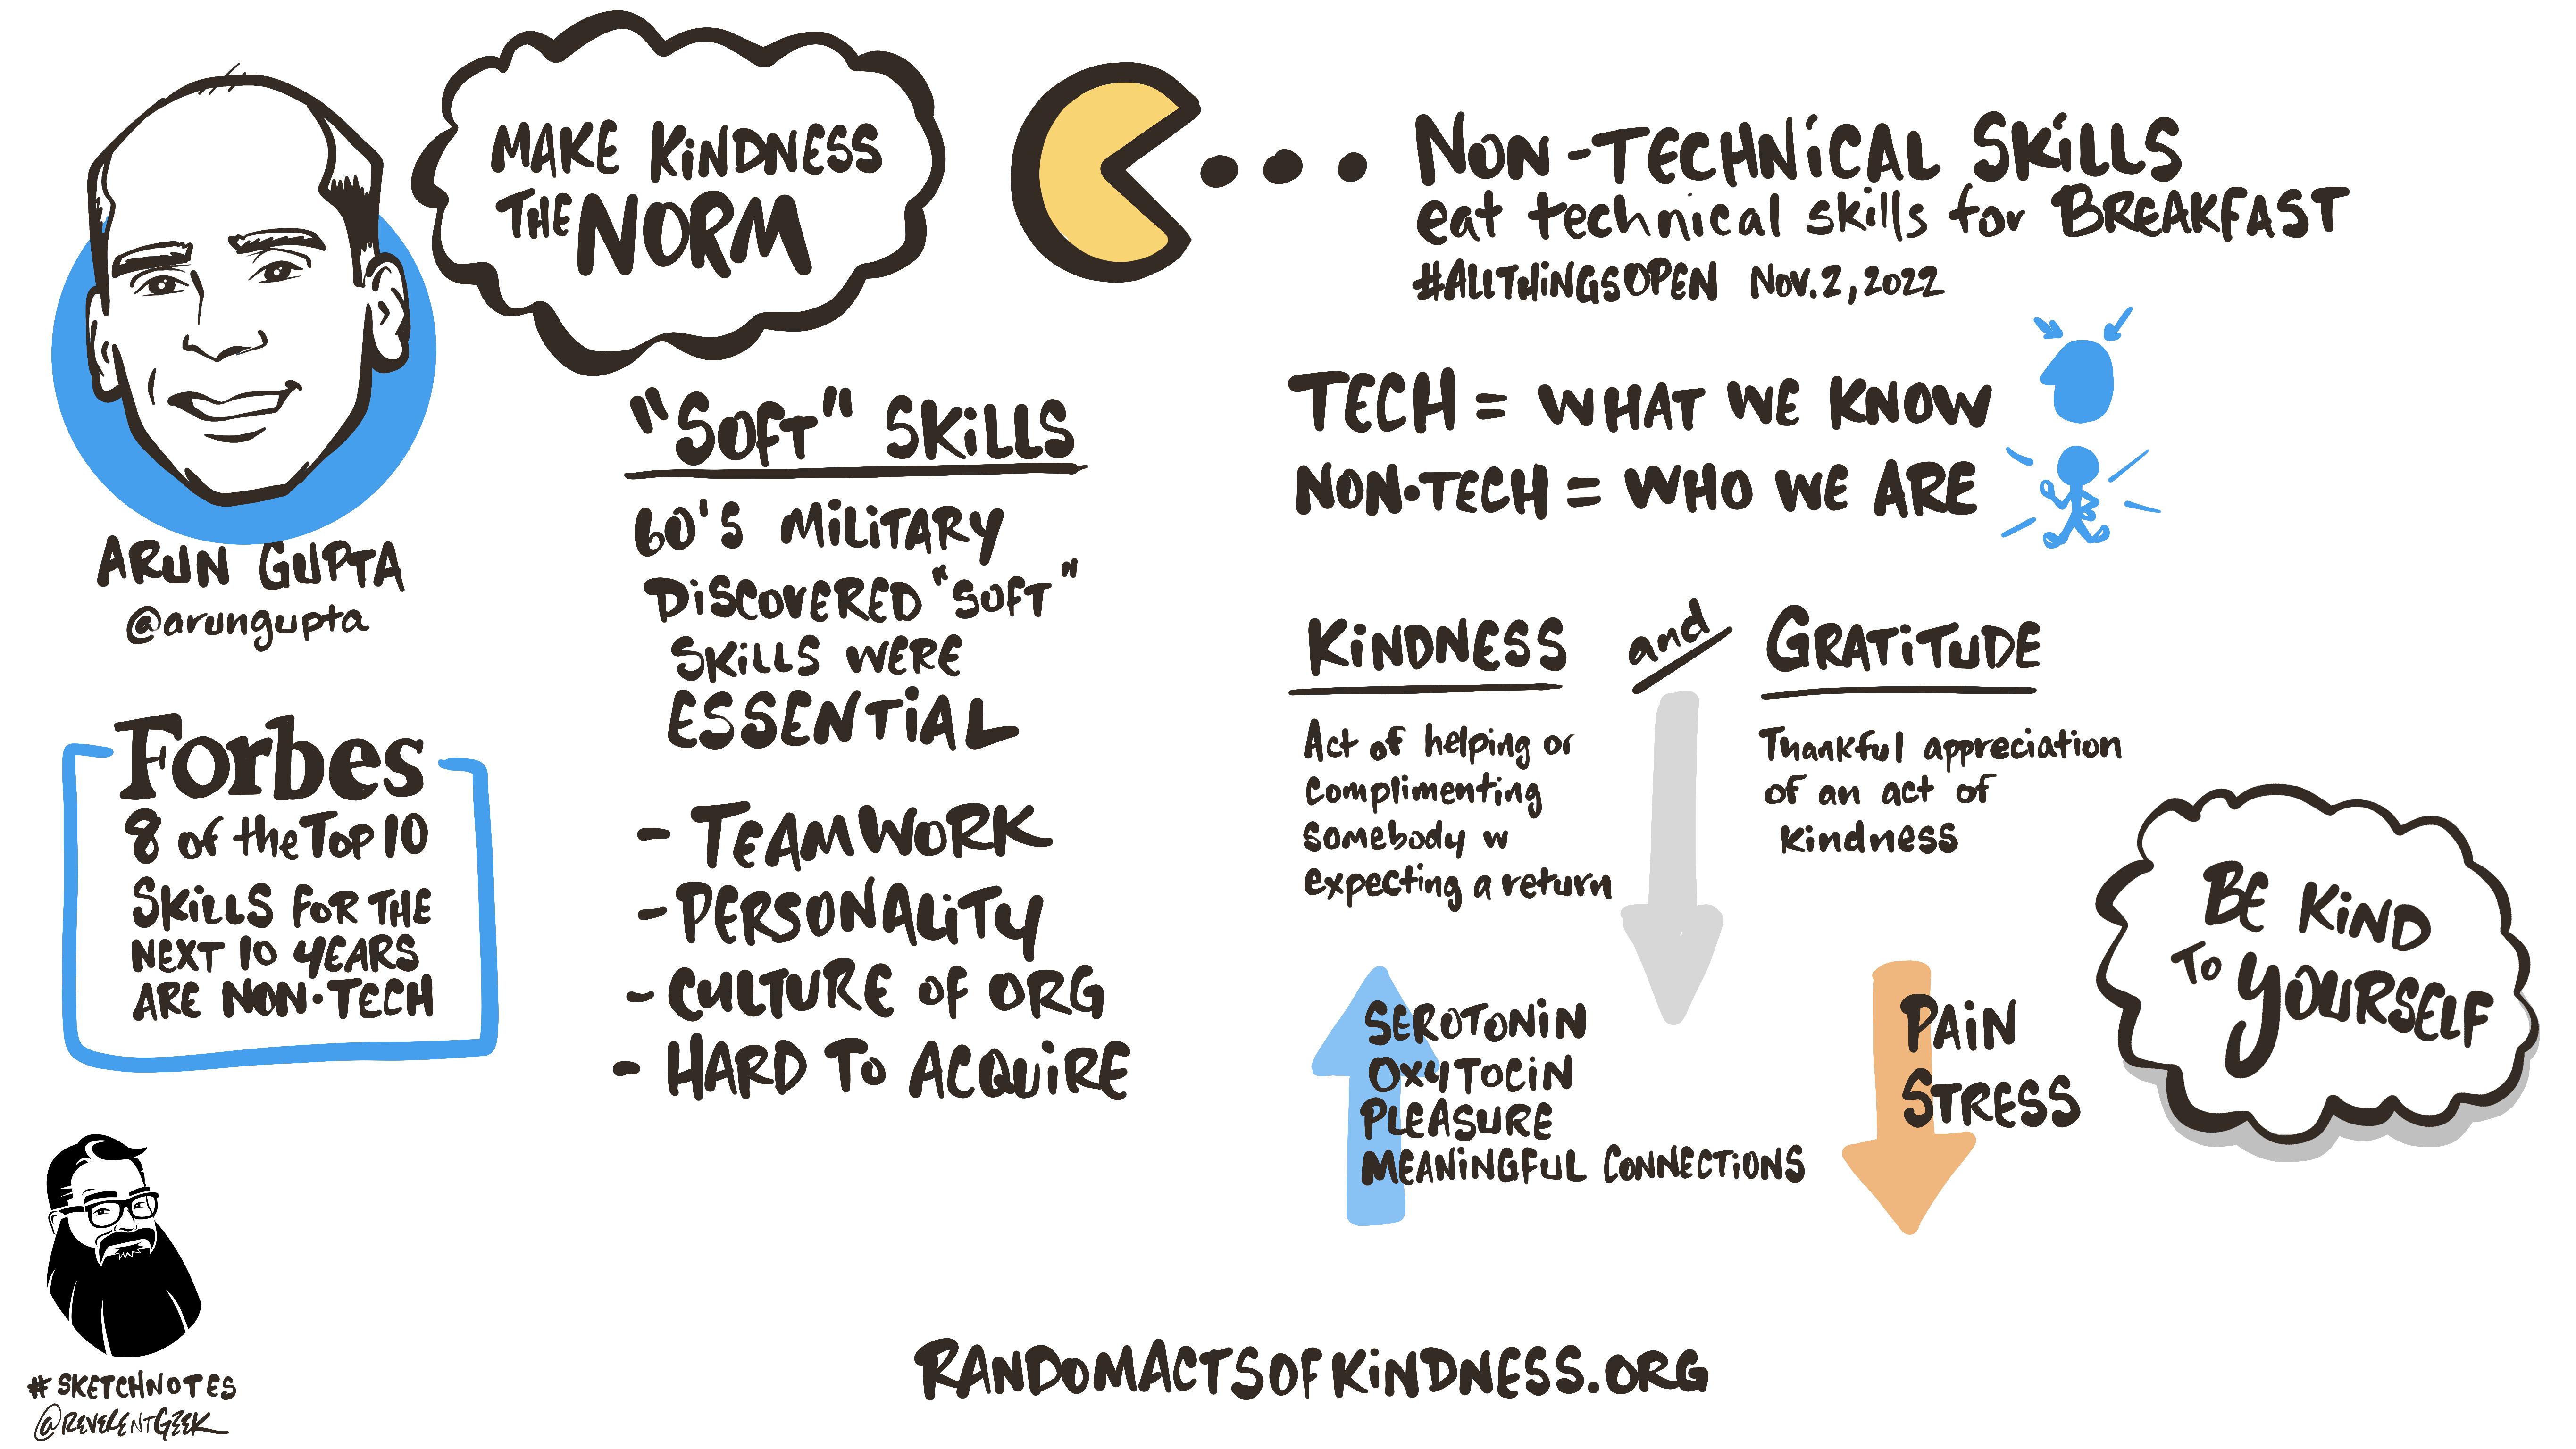 MAKE KiNDNESS
THE NORM
NON-TECHNiCAL SKiLLS
eat technical skills for BREAKFAST
#ALLTHiNGSOPEN NOV. 2, 2022
ARUN GUPTA
@arungupta
Forbes
8 of the Top 10
SKiLLS FOR THE
NEXT 10 YEARS
ARE NON·TECH
"SOFT" SKiLLS
60'S MiLiTARY
DiSCOVERED "SOFT"
SKiLLS WERE
ESSENTiAL
- TEAMWORK
- PERSONALiTY
- CULTURE OF ORG
- HARD TO ACQUiRE
TECH = WHAT WE KNOW
NON·TECH = WHO WE ARE
KiNDNESS and GRATiTUDE
Act of helping or
Complimenting
Somebody w
expecting a return
Thankful appreciation
of an act of
Kindness
SEROTONiN
OXYTOCiN
PLEASURE
MEANiNGFUL CONNECTiONS
PAiN
STRESS
BE KiND
TO YOURSELF
RANDOMACTSOFKiNDNESS.ORG
#SKETCHNOTES
@REVERENTGEEK